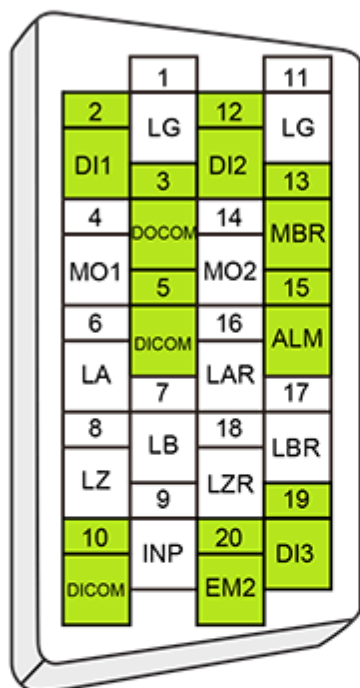 1 11
2 LG 12 LG
DI1 3 DI2 13
4 DOCOM 14 MBR
MO1 5 MO2 15
6 DICOM 16 ALM
LA 7 LAR 17
8 LB 18 LBR
LZ 9 LZR 19
10 INP 20 DI3
DICOM EM2